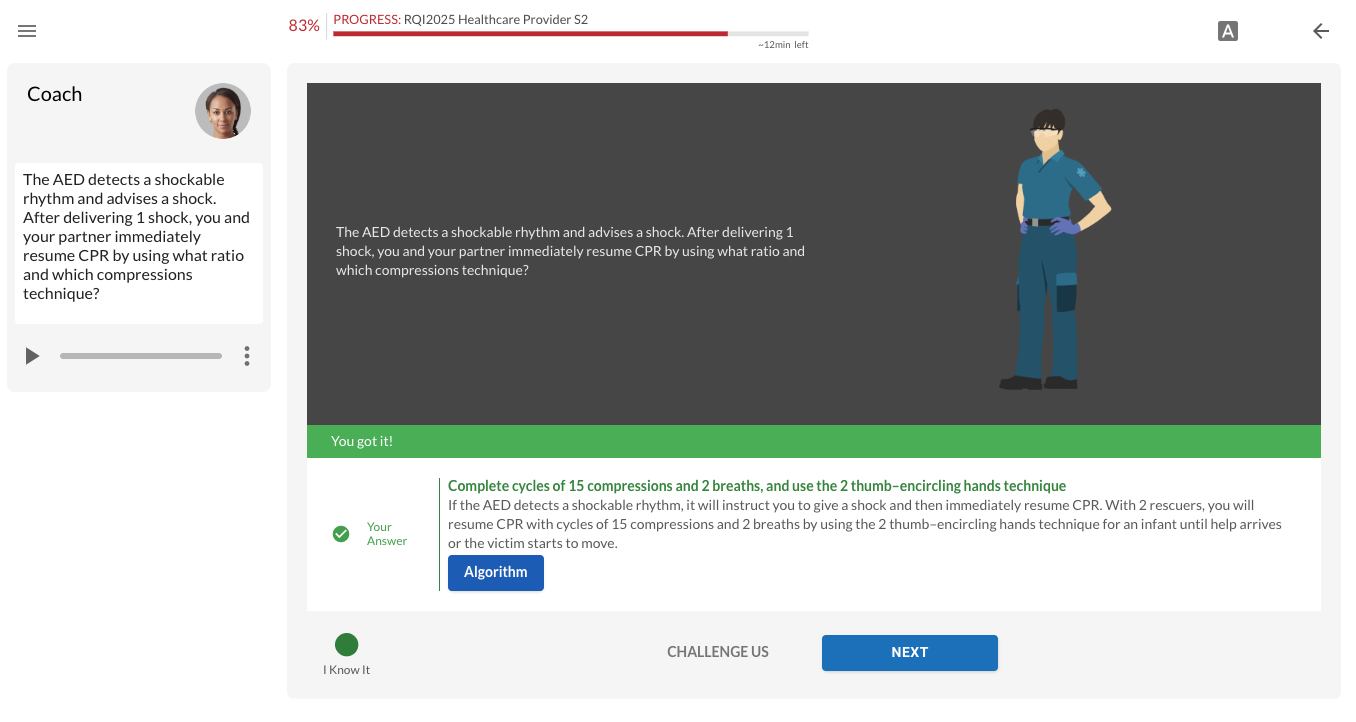 83%
PROGRESS: RQI2025 Healthcare Provider S2
~12min left
A
Coach
The AED detects a shockable
rhythm and advises a shock.
After delivering 1 shock, you and
your partner immediately
resume CPR by using what ratio
and which compressions
technique?
The AED detects a shockable rhythm and advises a shock. After delivering 1
shock, you and your partner immediately resume CPR by using what ratio and
which compressions technique?
You got it!
Your
Answer
Complete cycles of 15 compressions and 2 breaths, and use the 2 thumb–encircling hands technique
If the AED detects a shockable rhythm, it will instruct you to give a shock and then immediately resume CPR. With 2 rescuers, you will
resume CPR with cycles of 15 compressions and 2 breaths by using the 2 thumb–encircling hands technique for an infant until help arrives
or the victim starts to move.
Algorithm
I Know It
CHALLENGE US
NEXT